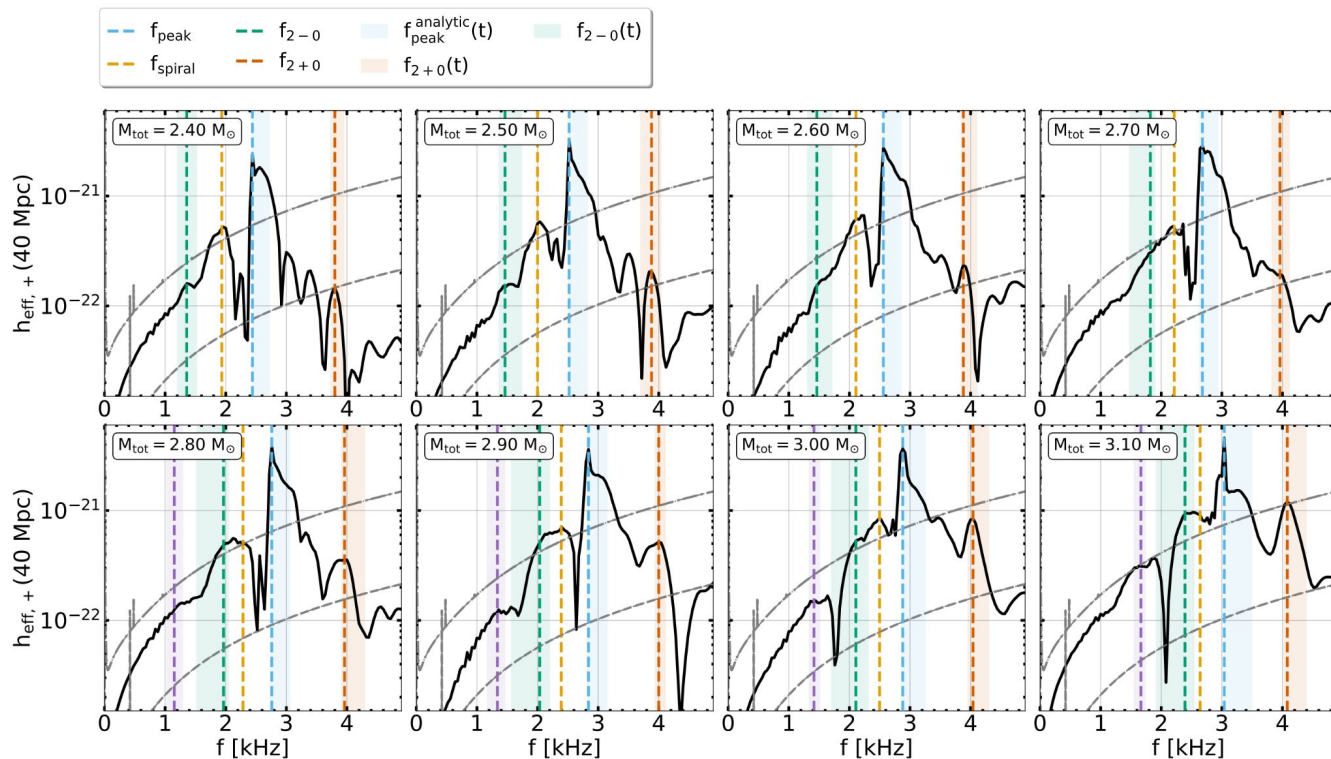 f_peak f_2−0 f_peak^analytic(t) f_2−0(t)
f_spiral f_2+0 f_2+0(t)
M_tot = 2.40 M_⊙ M_tot = 2.50 M_⊙ M_tot = 2.60 M_⊙ M_tot = 2.70 M_⊙
10^−21
h_eff, + (40 Mpc)
10^−22
0 1 2 3 4 0 1 2 3 4 0 1 2 3 4 0 1 2 3 4
M_tot = 2.80 M_⊙ M_tot = 2.90 M_⊙ M_tot = 3.00 M_⊙ M_tot = 3.10 M_⊙
10^−21
h_eff, + (40 Mpc)
10^−22
0 1 2 3 4 0 1 2 3 4 0 1 2 3 4 0 1 2 3 4
f [kHz] f [kHz] f [kHz] f [kHz]